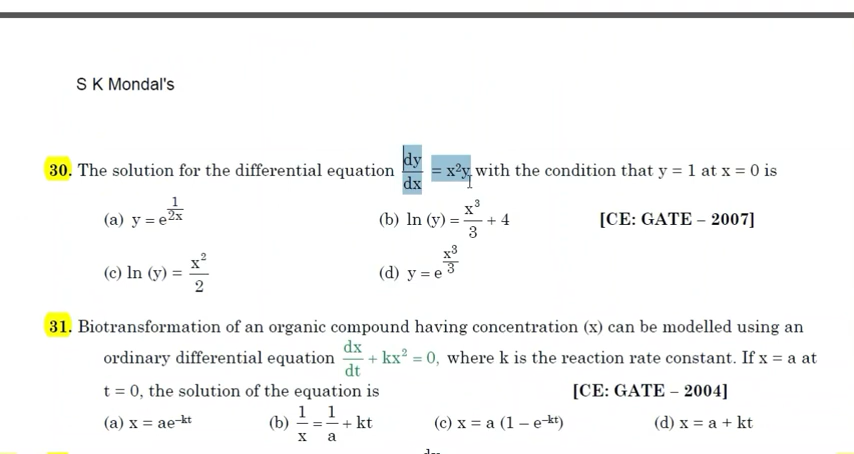 S K Mondal's
30. The solution for the differential equation dy/dx = x²y with the condition that y = 1 at x = 0 is
(a) y = e^(1/2x) (b) ln (y) = x³/3 + 4 [CE: GATE – 2007]
(c) ln (y) = x²/2 (d) y = e^(x³/3)
31. Biotransformation of an organic compound having concentration (x) can be modelled using an
ordinary differential equation dx/dt + kx² = 0, where k is the reaction rate constant. If x = a at
t = 0, the solution of the equation is [CE: GATE – 2004]
(a) x = ae^-kt (b) 1/x = 1/a + kt (c) x = a (1 – e^-kt) (d) x = a + kt